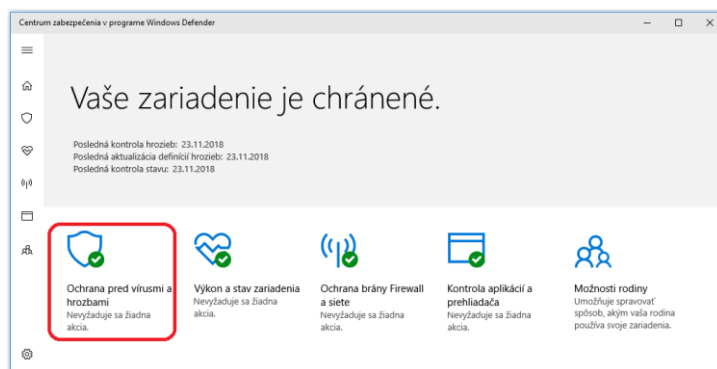 Centrum zabezpečenia v programe Windows Defender
Vaše zariadenie je chránené.
Posledná kontrola hrozieb: 23.11.2018
Posledná aktualizácia definícií hrozieb: 23.11.2018
Posledná kontrola stavu: 23.11.2018
Ochrana pred vírusmi a
hrozbami
Nevyžaduje sa žiadna
akcia.
Výkon a stav zariadenia
Nevyžaduje sa žiadna
akcia.
Ochrana brány Firewall
a siete
Nevyžaduje sa žiadna
akcia.
Kontrola aplikácií a
prehliadača
Nevyžaduje sa žiadna
akcia.
Možnosti rodiny
Umožňuje spravovať
spôsob, akým vaša rodina
používa svoje zariadenia.